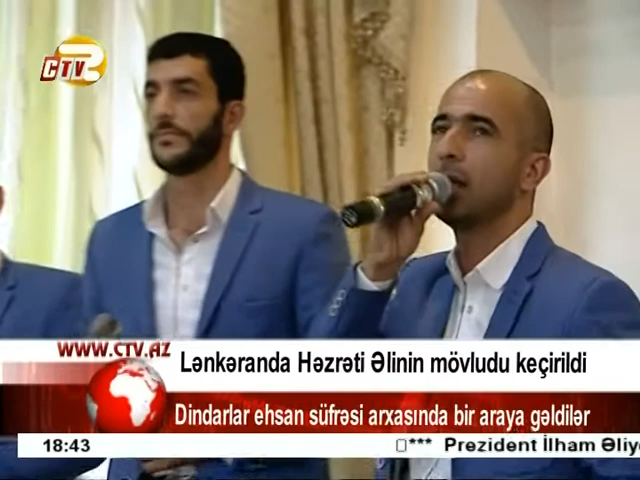 CTV
WWW.CTV.AZ
Lənkəranda Həzrəti Əlinin mövludu keçirildi
Dindarlar ehsan süfrəsi arxasında bir araya gəldilər
18:43 □*** Prezident İlham Əliye